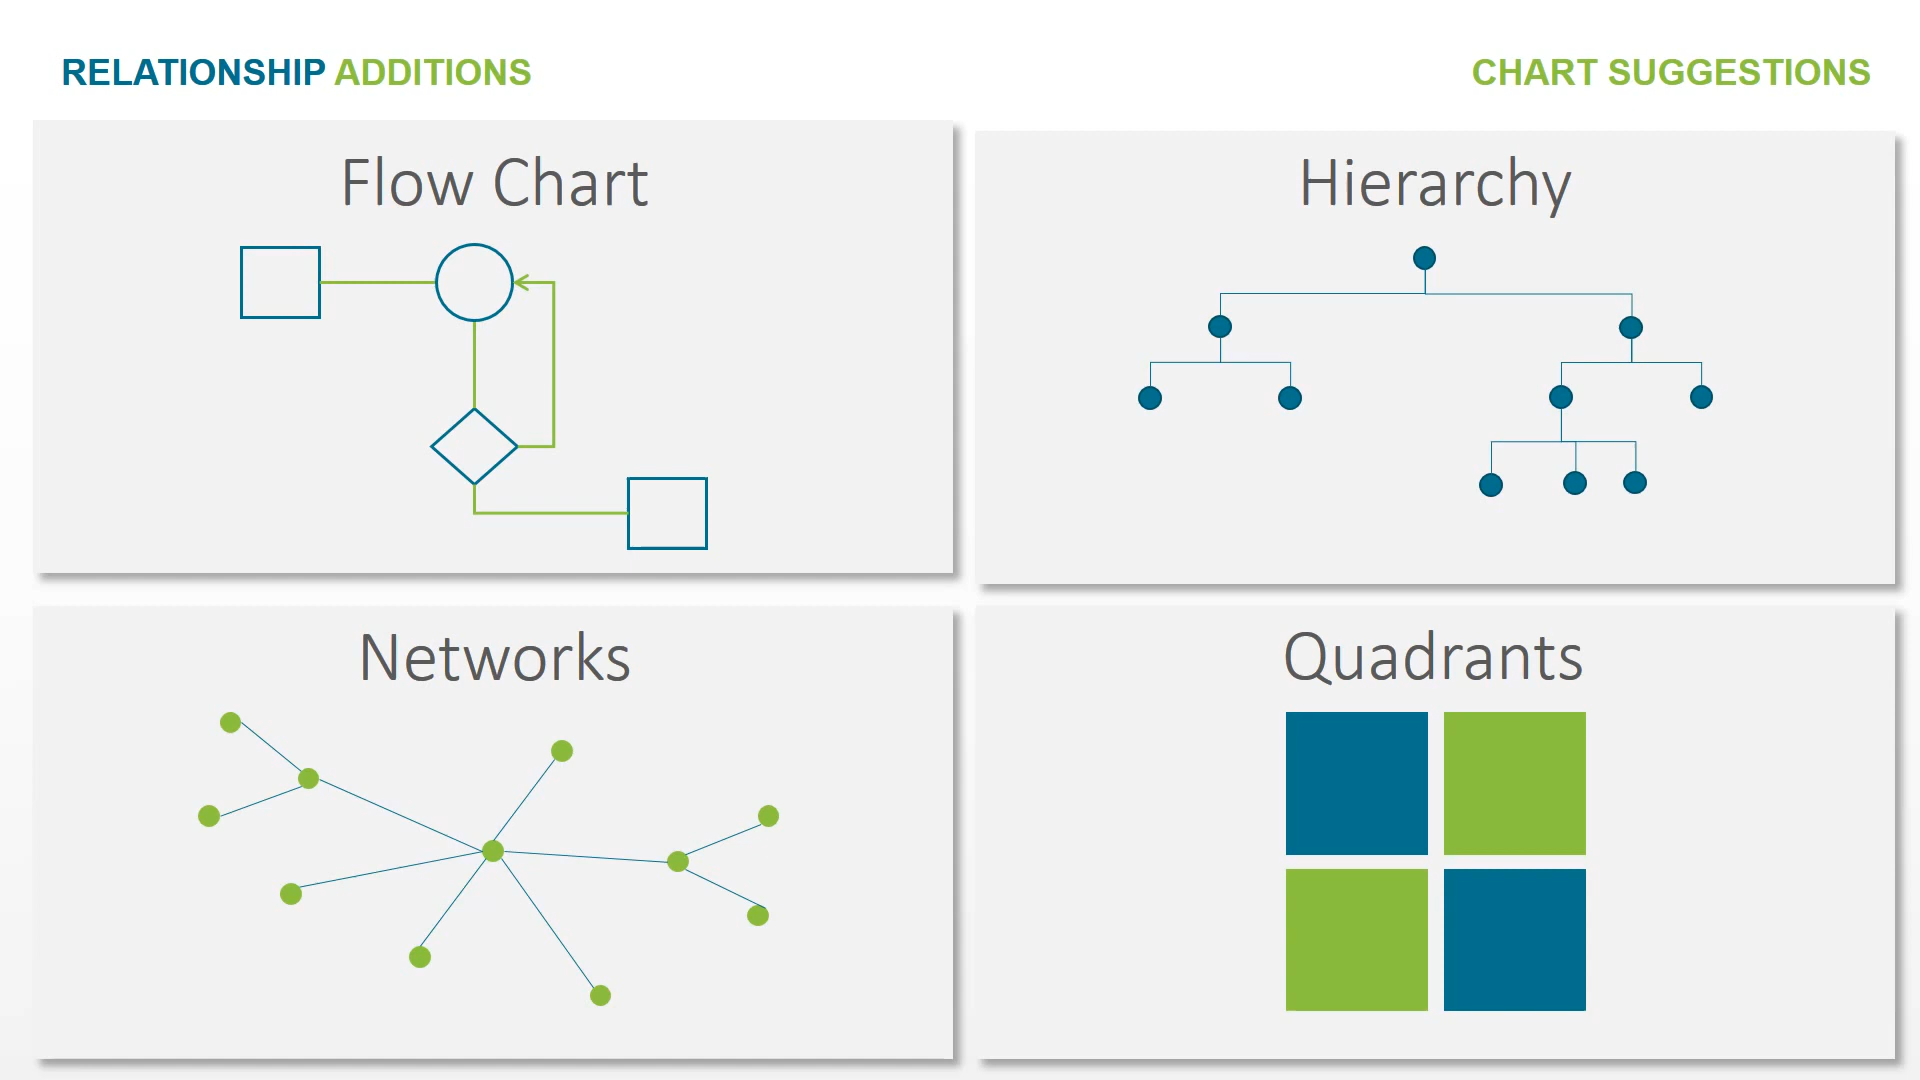 RELATIONSHIP ADDITIONS
CHART SUGGESTIONS
Flow Chart
Hierarchy
Networks
Quadrants